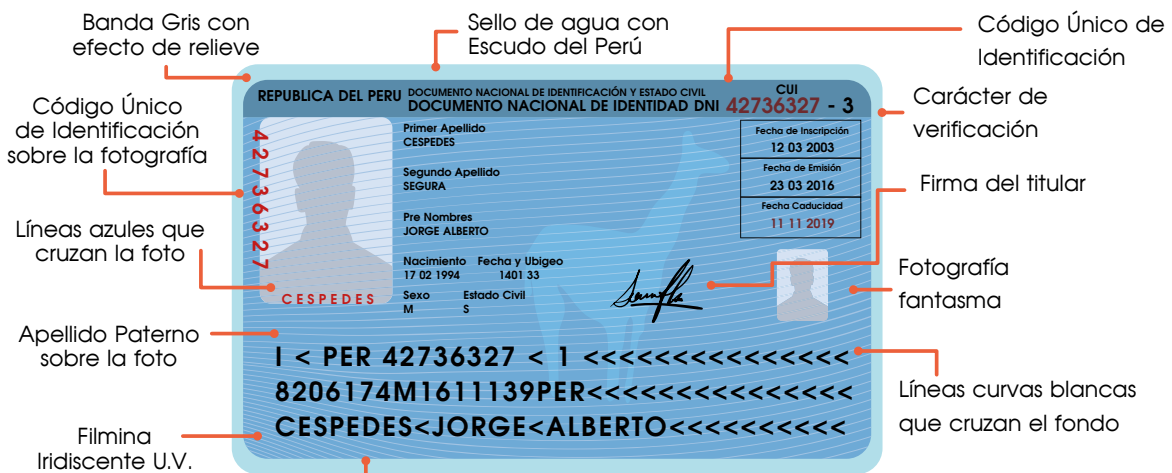 Banda Gris con
efecto de relieve
Sello de agua con
Escudo del Perú
Código Único de
Identificación
Código Único
de Identificación
sobre la fotografía
Carácter de
verificación
Líneas azules que
cruzan la foto
Firma del titular
Apellido Paterno
sobre la foto
Fotografía
fantasma
Filmina
Iridiscente U.V.
Líneas curvas blancas
que cruzan el fondo
REPUBLICA DEL PERU
DOCUMENTO NACIONAL DE IDENTIFICACIÓN Y ESTADO CIVIL
DOCUMENTO NACIONAL DE IDENTIDAD DNI
CUI
42736327 - 3
42736327
CESPEDES
Primer Apellido
CESPEDES
Segundo Apellido
SEGURA
Pre Nombres
JORGE ALBERTO
Nacimiento Fecha y Ubigeo
17 02 1994 1401 33
Sexo Estado Civil
M S
Fecha de Inscripción
12 03 2003
Fecha de Emisión
23 03 2016
Fecha Caducidad
11 11 2019
I < PER 42736327 < 1 <<<<<<<<<<<<<<<
8206174M1611139PER<<<<<<<<<<<<<<<
CESPEDES<JORGE<ALBERTO<<<<<<<<<<